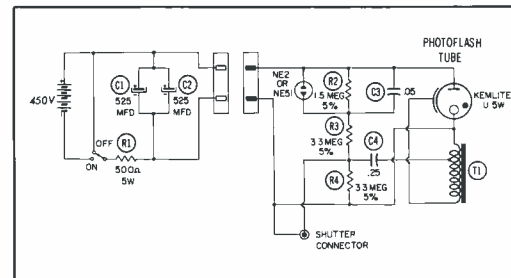 PHOTOFLASH
TUBE
450V
C1
525
MFD
C2
525
MFD
OFF
ON
R1
500Ω
5W
NE2
OR
NE51
R2
1.5 MEG
5%
C3
.05
R3
3.3 MEG
5%
C4
.25
R4
3.3 MEG
5%
KEMLITE
U 5W
T1
SHUTTER
CONNECTOR